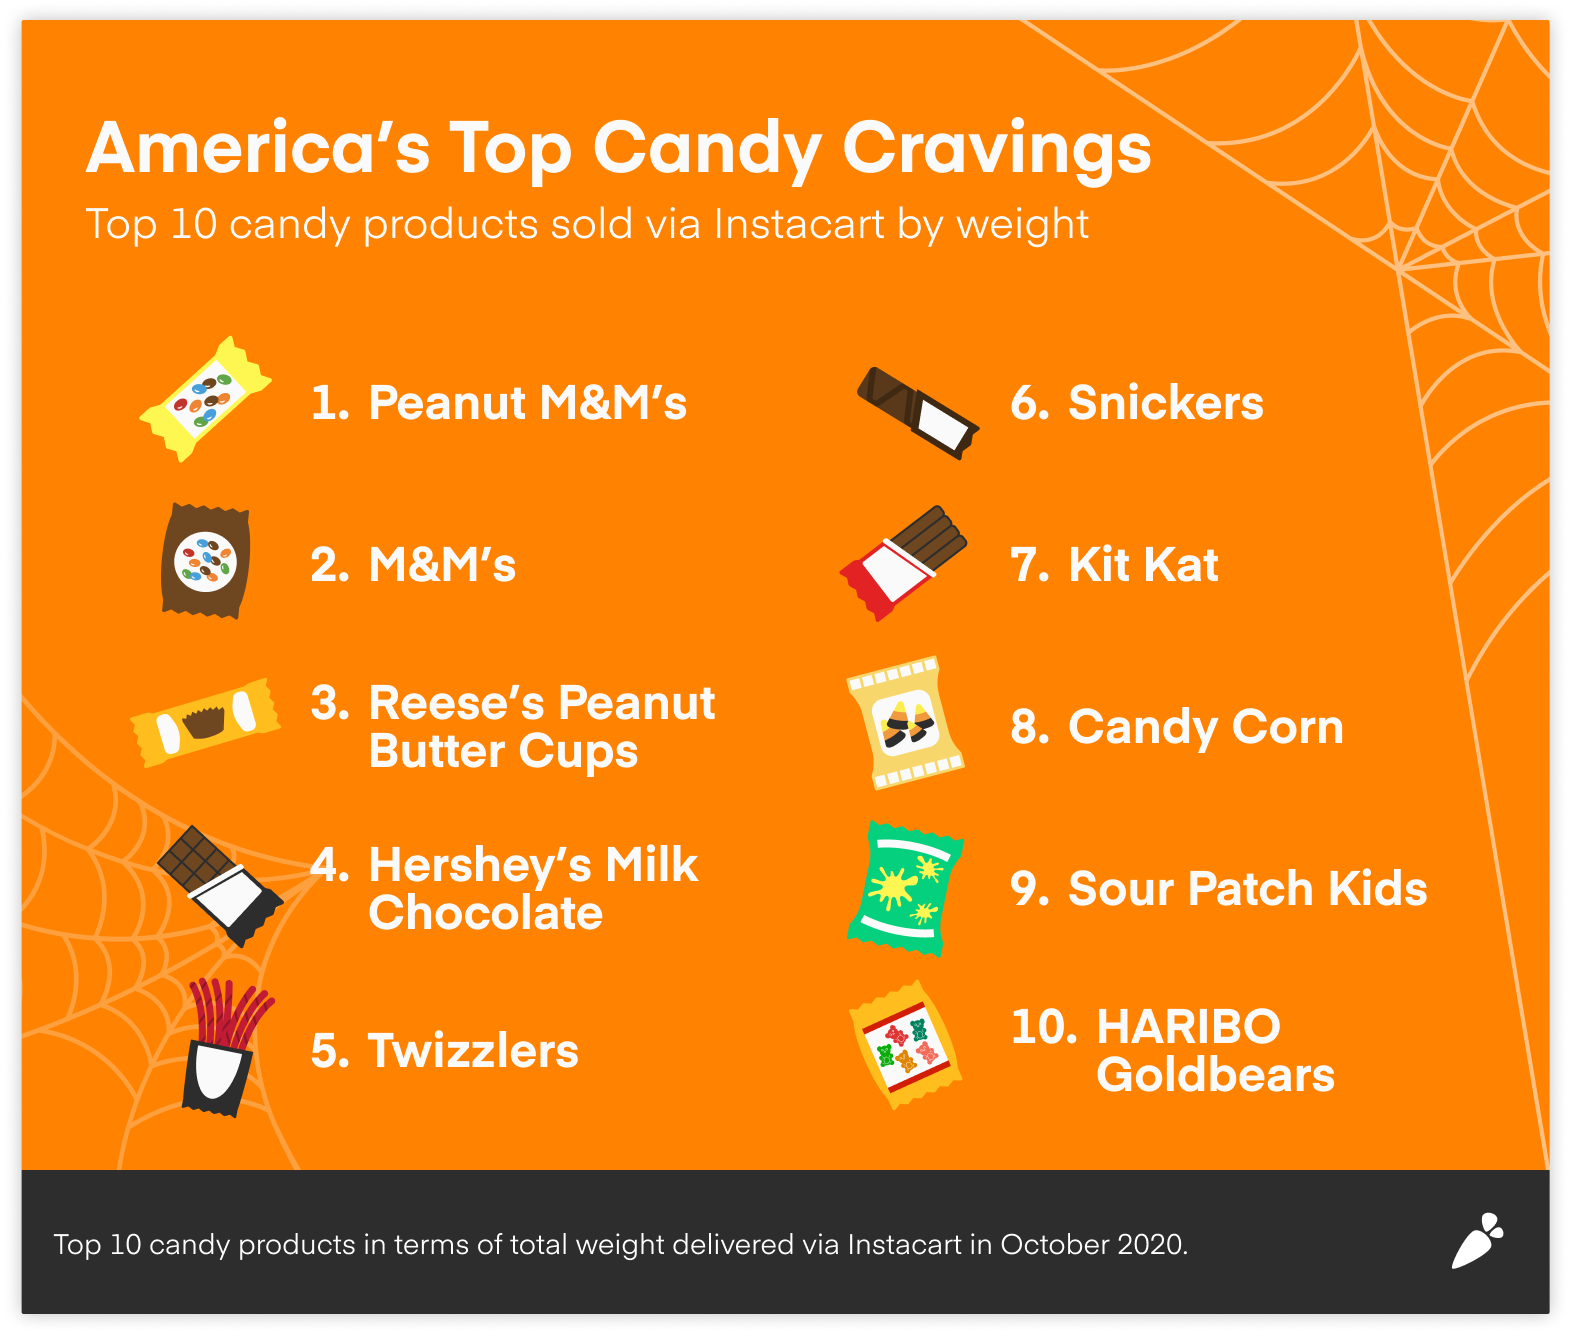 America's Top Candy Cravings
Top 10 candy products sold via Instacart by weight
1. Peanut M&M's
2. M&M's
3. Reese's Peanut
Butter Cups
4. Hershey's Milk
Chocolate
5. Twizzlers
6. Snickers
7. Kit Kat
8. Candy Corn
9. Sour Patch Kids
10. HARIBO
Goldbears
Top 10 candy products in terms of total weight delivered via Instacart in October 2020.